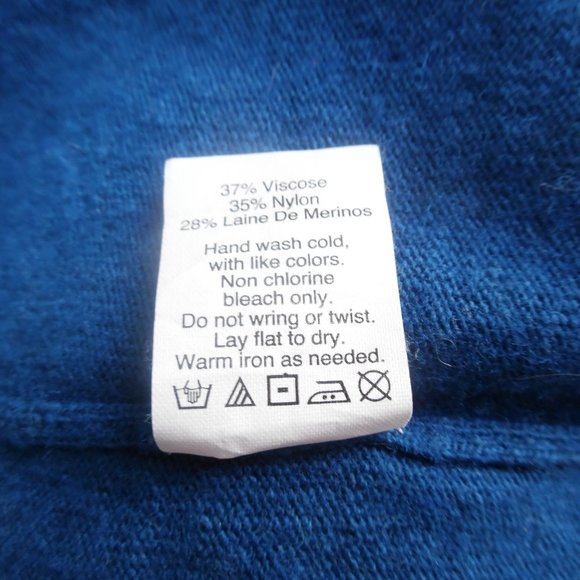 37% Viscose
35% Nylon
28% Laine De Merinos
Hand wash cold,
with like colors.
Non chlorine
bleach only.
Do not wring or twist.
Lay flat to dry.
Warm iron as needed.